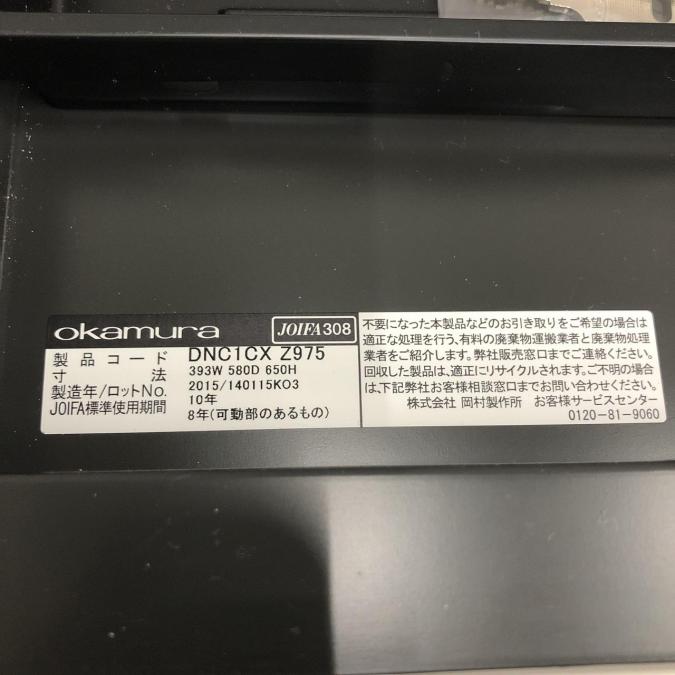 okamura JOIFA308
製品コード DNC1CX Z975
寸法 393W 580D 650H
製造年/ロットNo. 2015/140115KO3
JOIFA標準使用期間 10年
8年(可動部のあるもの)
不要になった本製品などのお引き取りをご希望の場合は
適正な処理を行う、有料の廃棄物運搬業者と廃棄物処理
業者をご紹介します。弊社販売窓口までご連絡ください。
回収した製品は、適正にリサイクルされます。ご不明の場合
は、下記弊社お客様相談窓口までお問い合わせください。
株式会社 岡村製作所 お客様サービスセンター
0120-81-9060